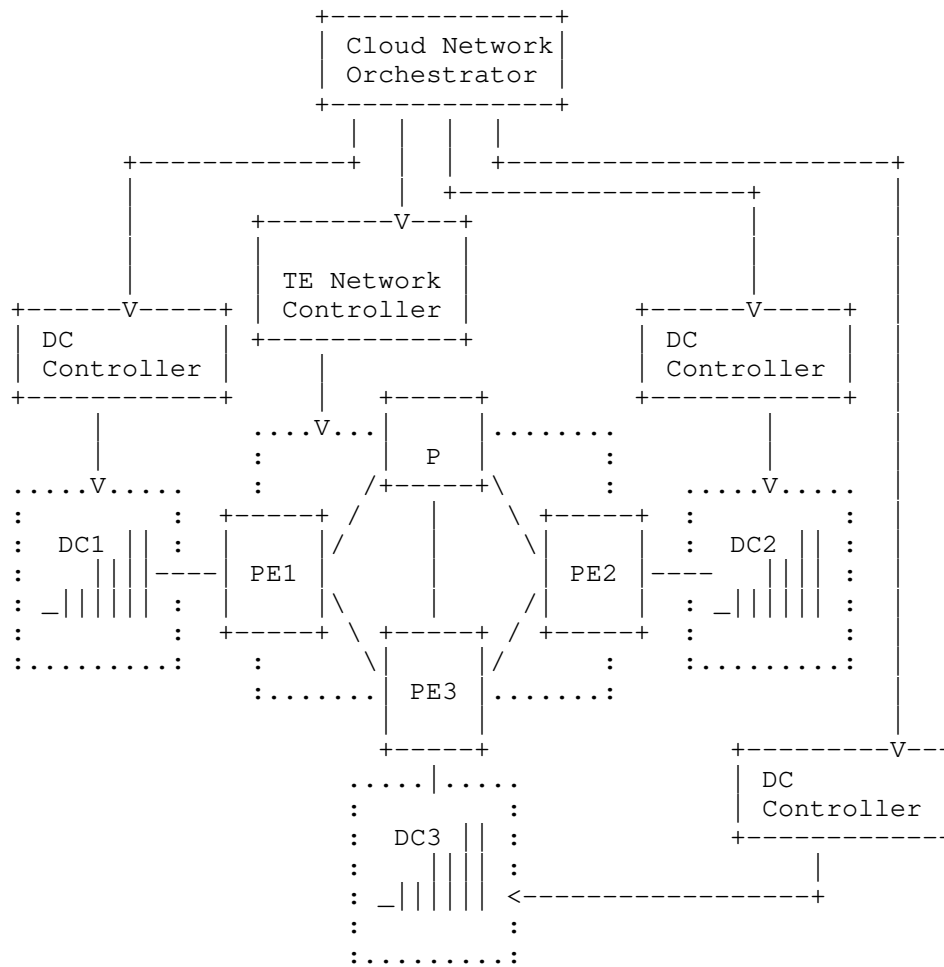 Cloud Network
Orchestrator
TE Network
Controller
DC
Controller
DC
Controller
P
DC1
PE1
PE2
DC2
PE3
DC
Controller
DC3